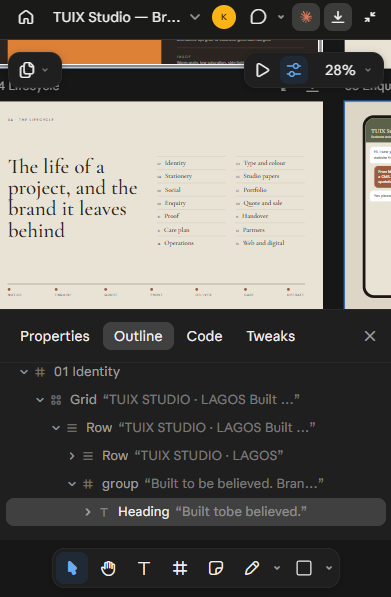 TUIX Studio — Br...
K
28%
4 Lifecycle
THE LIFECYCLE
The life of a
project, and the
brand it leaves
behind
Identity
Stationery
Social
Enquiry
Proof
Care plan
Operations
Type and colour
Studio papers
Portfolio
Quote and sale
Handover
Partners
Web and digital
Properties
Outline
Code
Tweaks
01 Identity
Grid “TUIX STUDIO · LAGOS Built ...”
Row “TUIX STUDIO · LAGOS Built ...”
Row “TUIX STUDIO · LAGOS”
group “Built to be believed. Bran...”
Heading “Built tobe believed.”